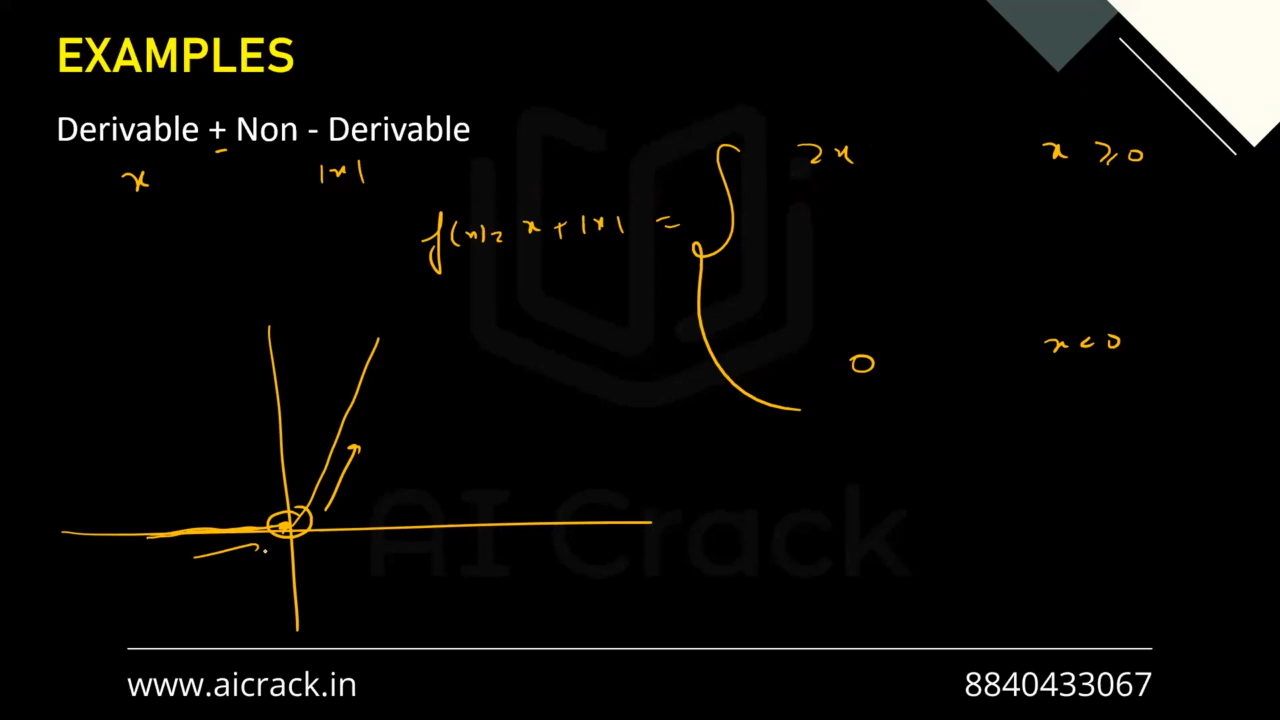 EXAMPLES
Derivable + Non - Derivable
x |x|
f(x)= x + |x| =
2x x ≥ 0
0 x < 0
AI Crack
www.aicrack.in
8840433067